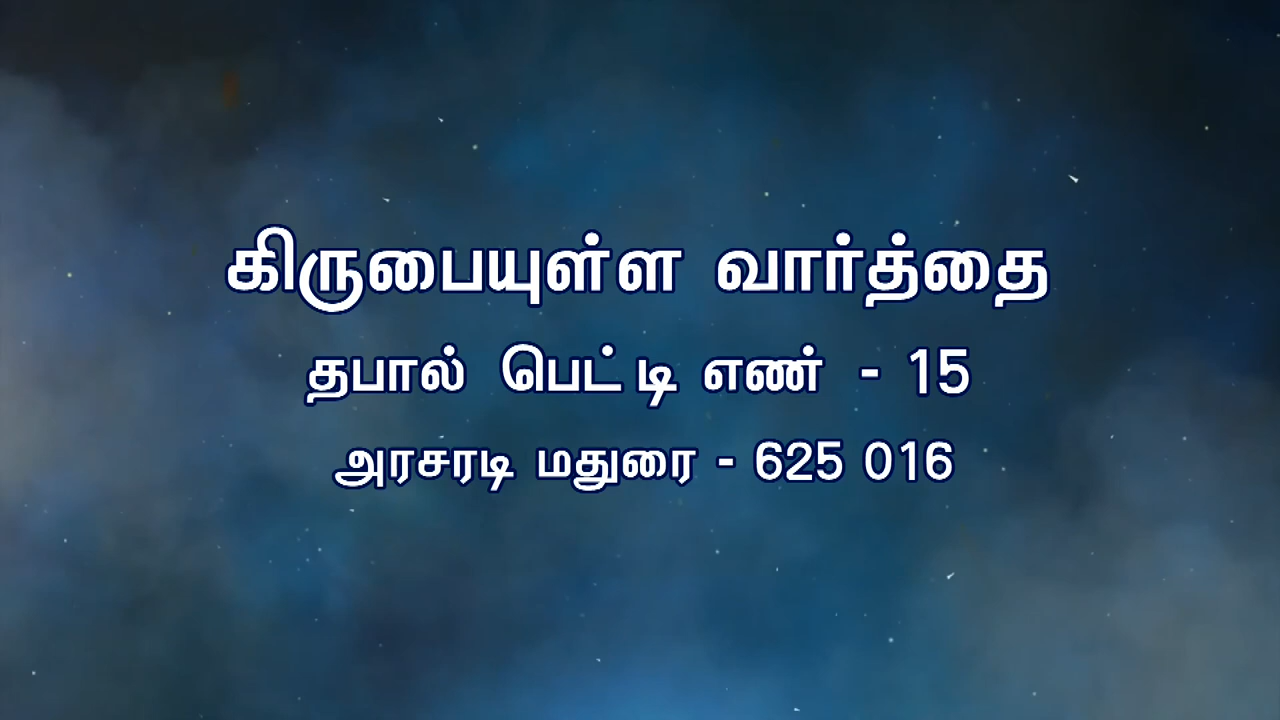 கிருபையுள்ள வார்த்தை
தபால் பெட்டி எண் - 15
அரசரடி மதுரை - 625 016